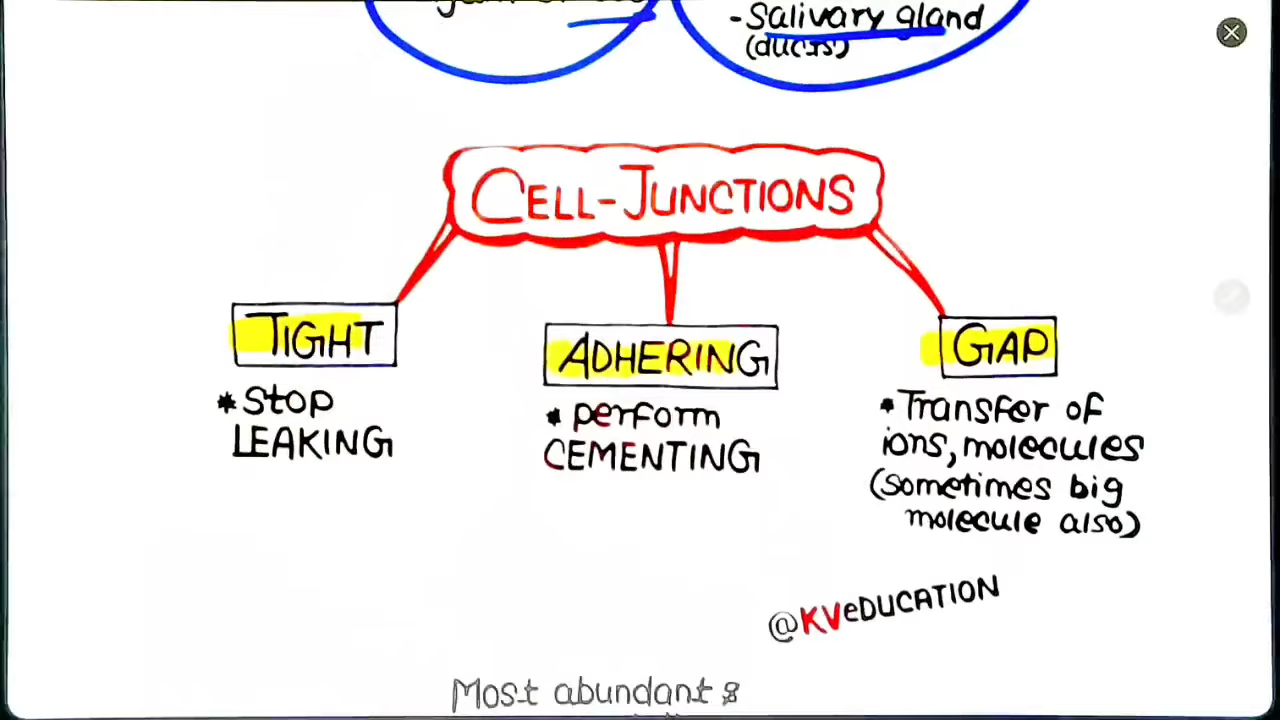 - Salivary gland
(ducts)
CELL-JUNCTIONS
TIGHT
* Stop
LEAKING
ADHERING
* perform
CEMENTING
GAP
* Transfer of
ions, molecules
(sometimes big
molecule also)
@KVeDUCATION
Most abundant :